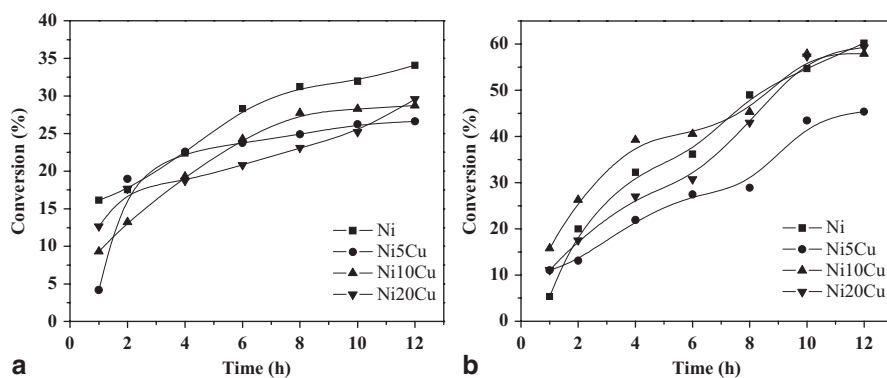 40
35
30
25
20
15
10
5
0
Conversion (%)
0 2 4 6 8 10 12
Time (h)
Ni
Ni5Cu
Ni10Cu
Ni20Cu
a
60
50
40
30
20
10
0
Conversion (%)
0 2 4 6 8 10 12
Time (h)
Ni
Ni5Cu
Ni10Cu
Ni20Cu
b